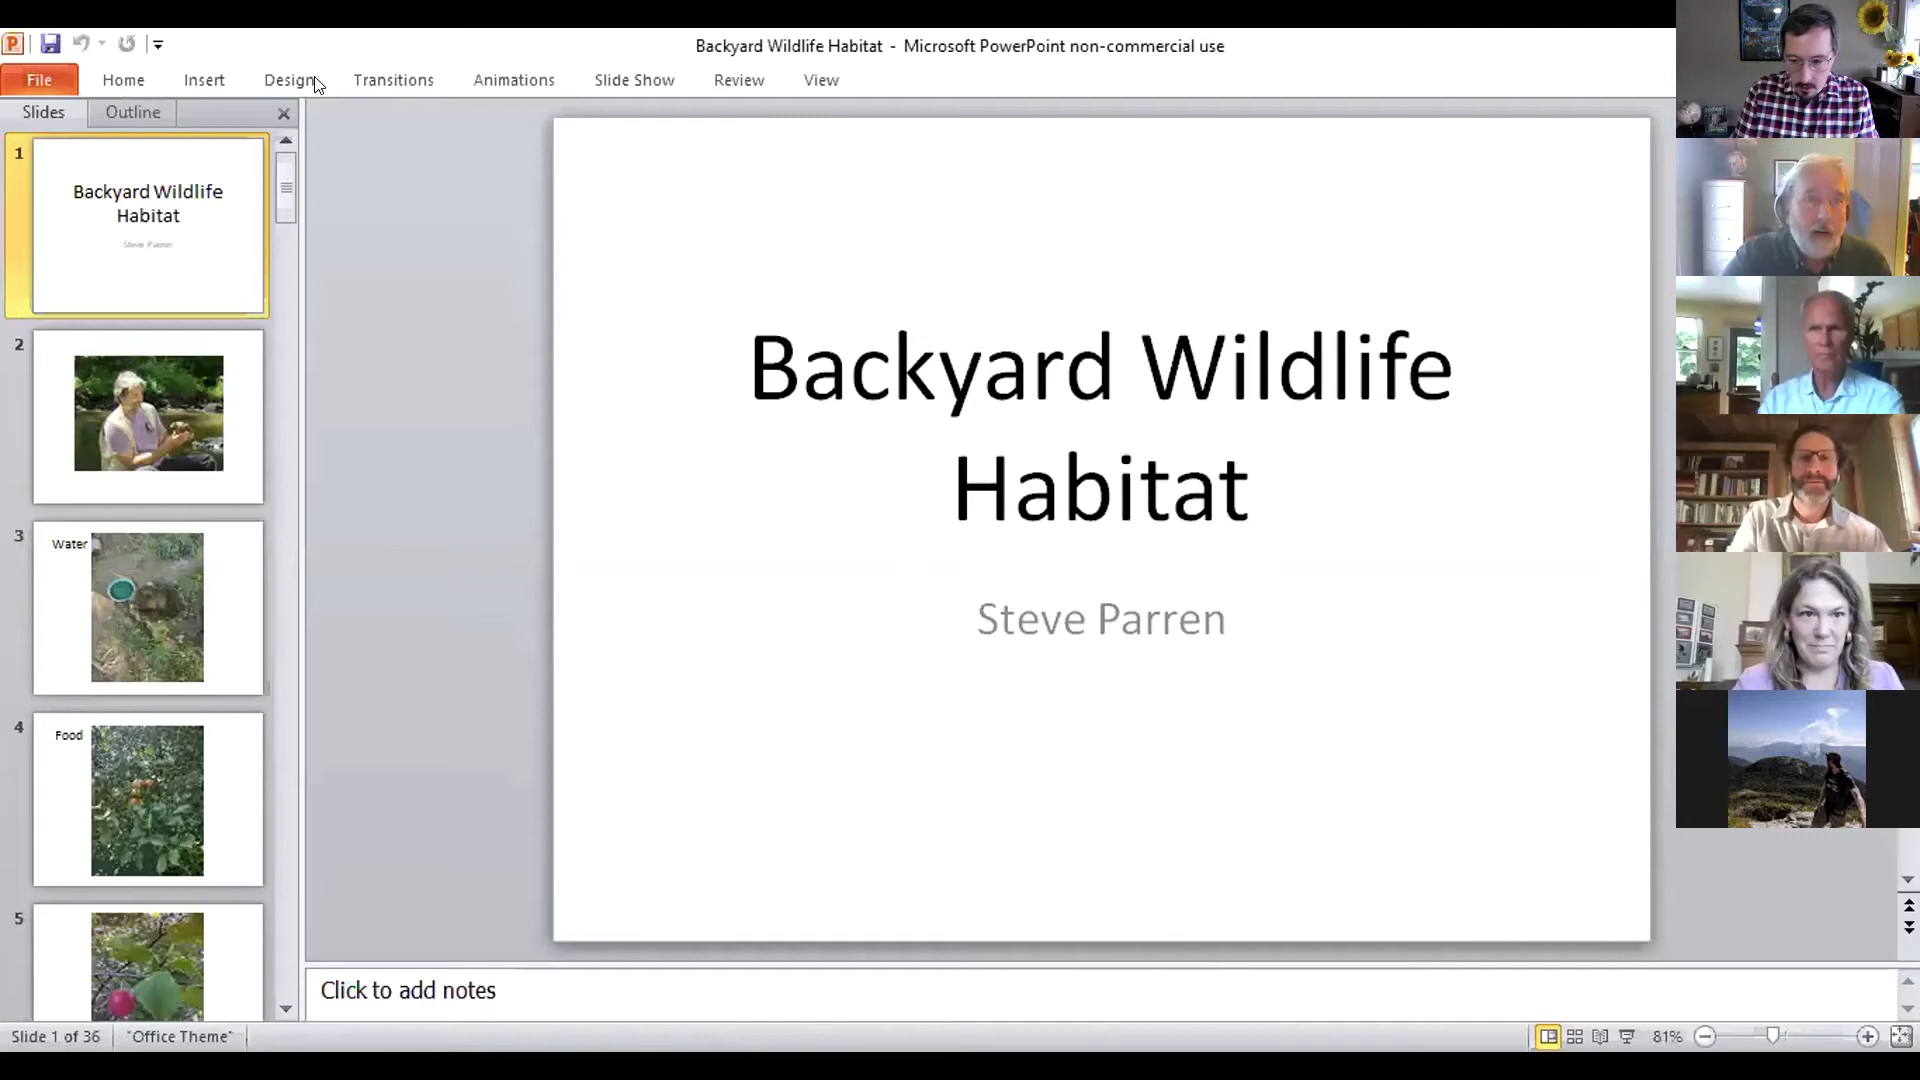 Backyard Wildlife Habitat - Microsoft PowerPoint non-commercial use
File Home Insert Design Transitions Animations Slide Show Review View
Slides Outline
1
Backyard Wildlife
Habitat
Steve Parren
2
3
Water
4
Food
5
Backyard Wildlife
Habitat
Steve Parren
Click to add notes
Slide 1 of 36 "Office Theme" 81%